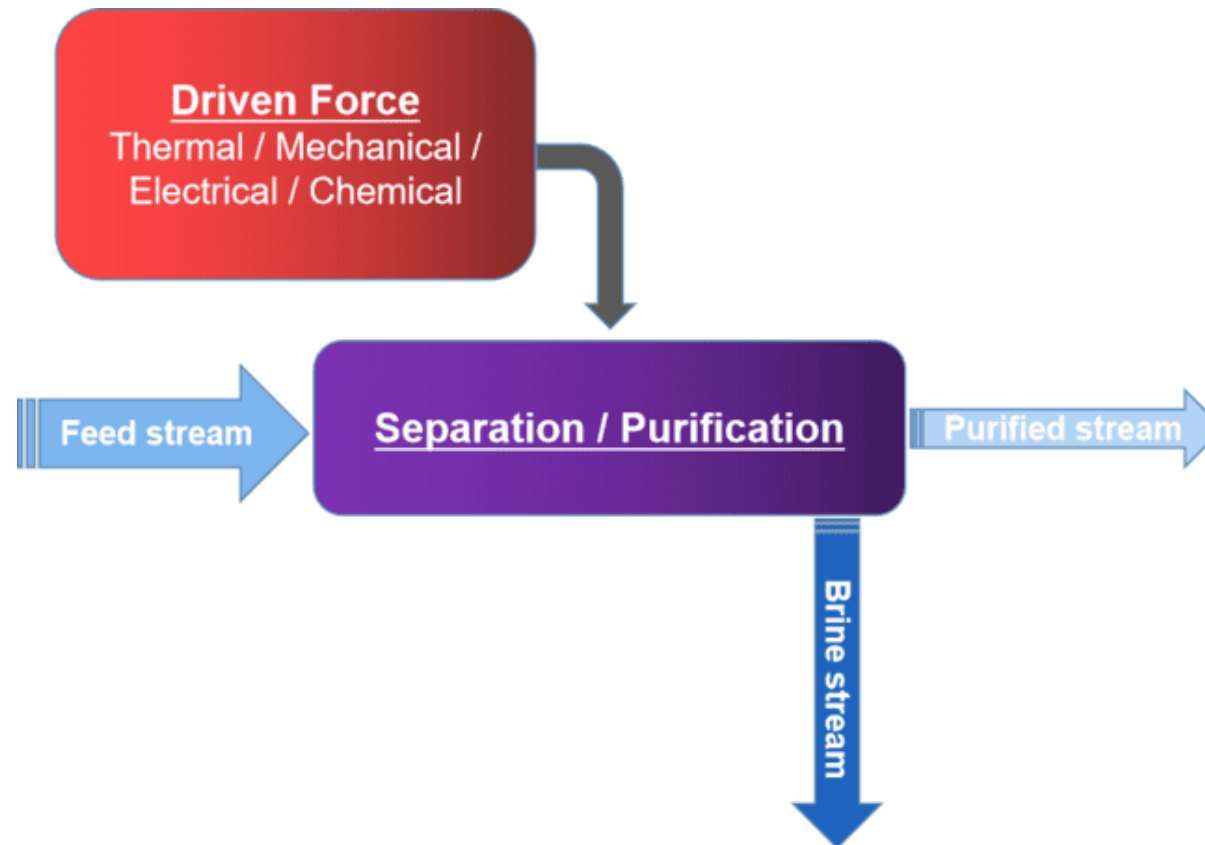 Driven Force
Thermal / Mechanical /
Electrical / Chemical
Feed stream
Separation / Purification
Purified stream
Brine stream